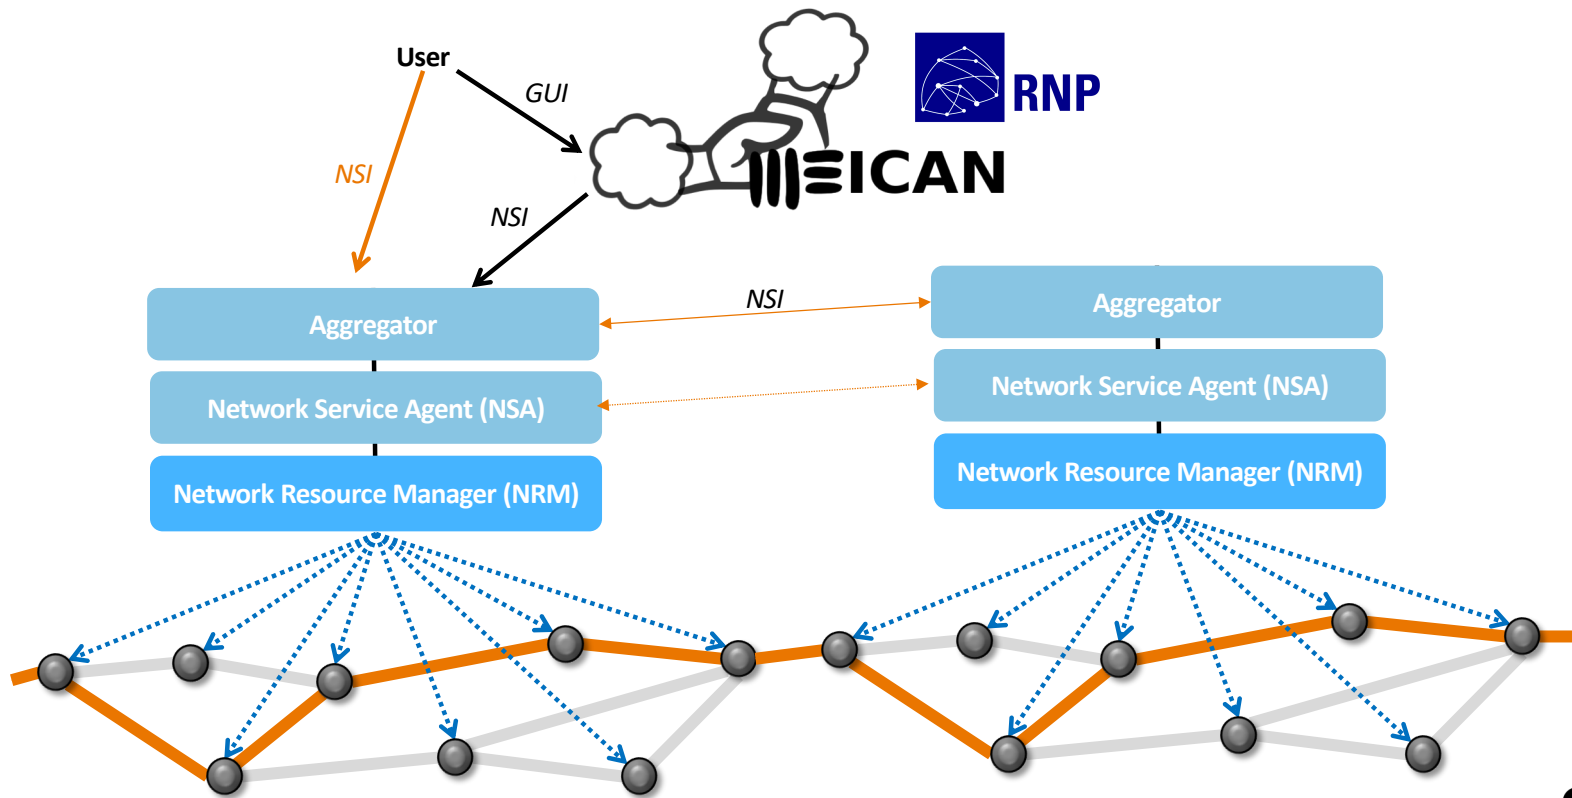 User
GUI
RNP
NSI
MEICAN
NSI
NSI
Aggregator
Aggregator
Network Service Agent (NSA)
Network Service Agent (NSA)
Network Resource Manager (NRM)
Network Resource Manager (NRM)